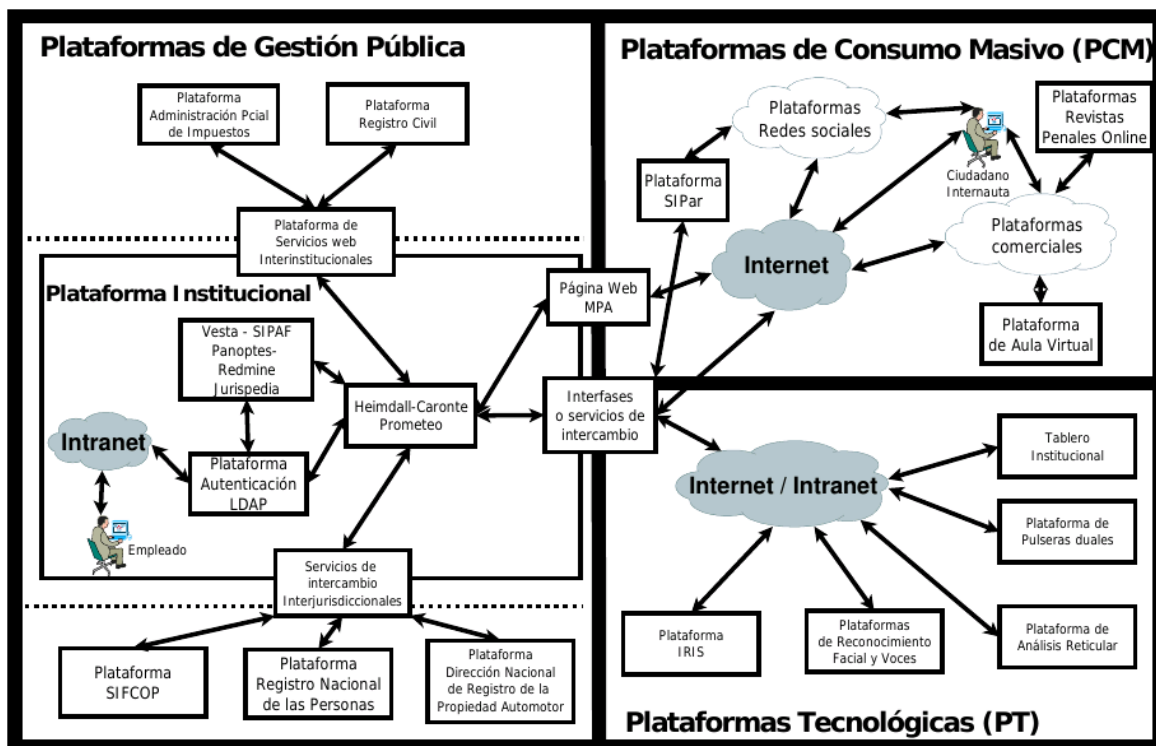 Plataformas de Gestión Pública
Plataforma
Administración Pcial
de Impuestos
Plataforma
Registro Civil
Plataforma de
Servicios web
Interinstitucionales
Plataforma Institucional
Vesta - SIPAF
Panoptes-
Redmine
Jurispedia
Heimdall-Caronte
Prometeo
Intranet
Plataforma
Autenticación
LDAP
Empleado
Servicios de
intercambio
Interjurisdiccionales
Plataforma
SIFCOP
Plataforma
Registro Nacional
de las Personas
Plataforma
Dirección Nacional
de Registro de la
Propiedad Automotor
Página Web
MPA
Interfases
o servicios de
intercambio
Plataformas de Consumo Masivo (PCM)
Plataformas
Redes sociales
Plataformas
Revistas
Penales Online
Ciudadano
Internauta
Plataforma
SIPar
Internet
Plataformas
comerciales
Plataforma
de Aula Virtual
Internet / Intranet
Tablero
Institucional
Plataforma de
Pulseras duales
Plataforma
IRIS
Plataformas
de Reconocimiento
Facial y Voces
Plataforma de
Análisis Reticular
Plataformas Tecnológicas (PT)